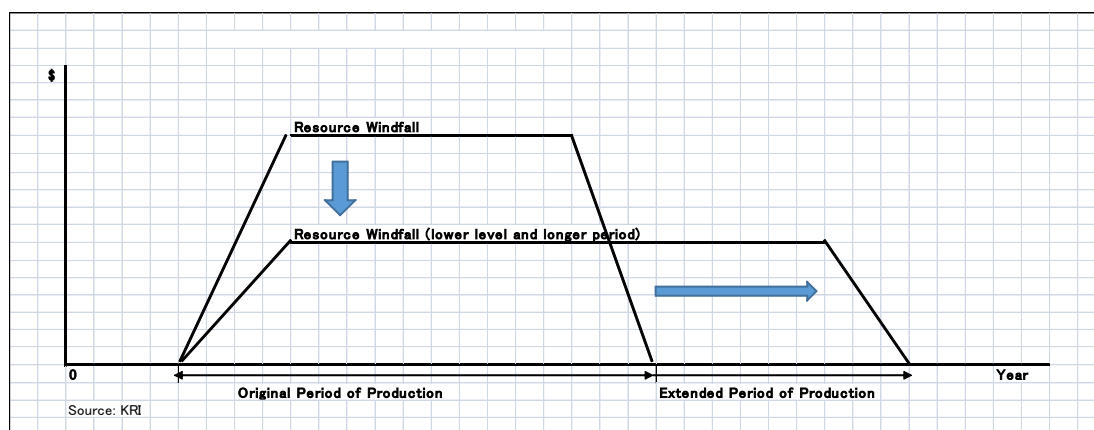 $
Resource Windfall
Resource Windfall (lower level and longer period)
0
Year
Original Period of Production
Extended Period of Production
Source: KRI